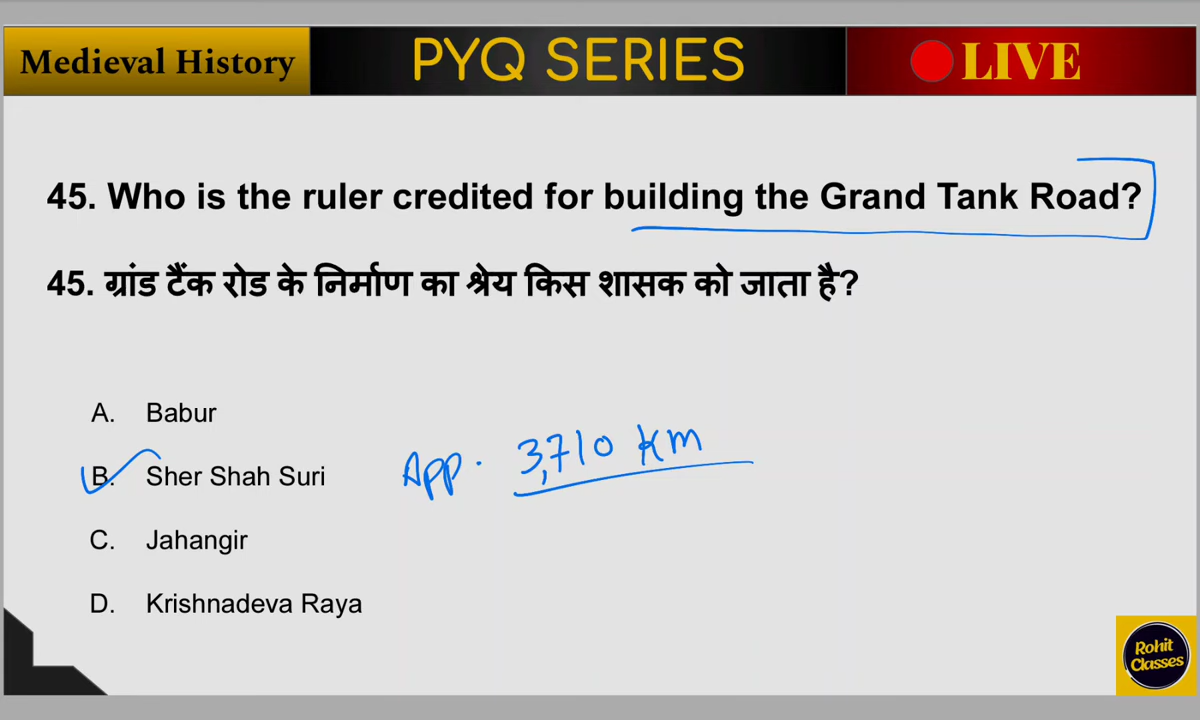 Medieval History
PYQ SERIES
LIVE
45. Who is the ruler credited for building the Grand Tank Road?
45. ग्रांड टैंक रोड के निर्माण का श्रेय किस शासक को जाता है?
A. Babur
B. Sher Shah Suri
App. 3,710 km
C. Jahangir
D. Krishnadeva Raya
Rohit
Classes